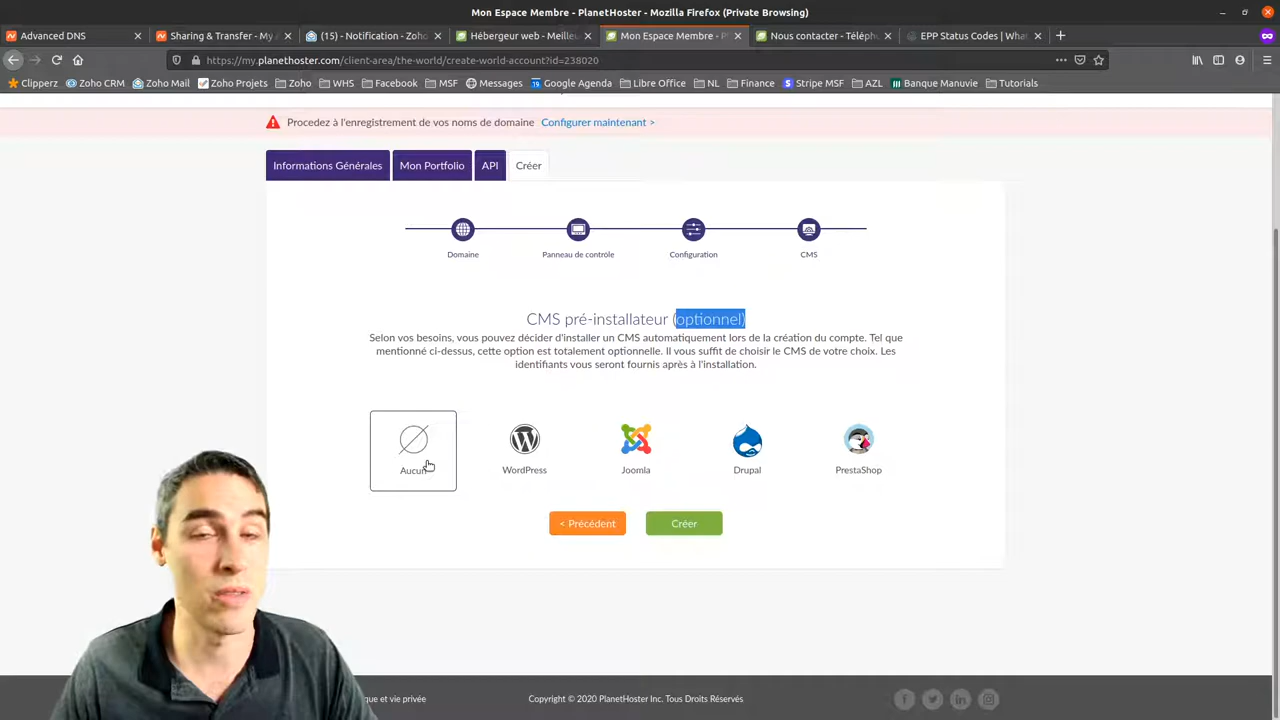 Mon Espace Membre - PlanetHoster - Mozilla Firefox (Private Browsing)
Advanced DNS
Sharing & Transfer - My A
(15) - Notification - Zoho
Hébergeur web - Meilleu
Mon Espace Membre - Pl
Nous contacter - Téléphe
EPP Status Codes | What
https://my.planethoster.com/client-area/the-world/create-world-account?id=238020
Clipperz
Zoho CRM
Zoho Mail
Zoho Projets
Zoho
WHS
Facebook
MSF
Messages
Google Agenda
Libre Office
NL
Finance
Stripe MSF
AZL
Banque Manuvie
Tutorials
Procedez à l'enregistrement de vos noms de domaine Configurer maintenant >
Informations Générales
Mon Portfolio
API
Créer
Domaine
Panneau de contrôle
Configuration
CMS
CMS pré-installateur (optionnel)
Selon vos besoins, vous pouvez décider d'installer un CMS automatiquement lors de la création du compte. Tel que
mentionné ci-dessus, cette option est totalement optionnelle. Il vous suffit de choisir le CMS de votre choix. Les
identifiants vous seront fournis après à l'installation.
Aucun
WordPress
Joomla
Drupal
PrestaShop
< Précédent
Créer
que et vie privée
Copyright © 2020 PlanetHoster Inc. Tous Droits Réservés